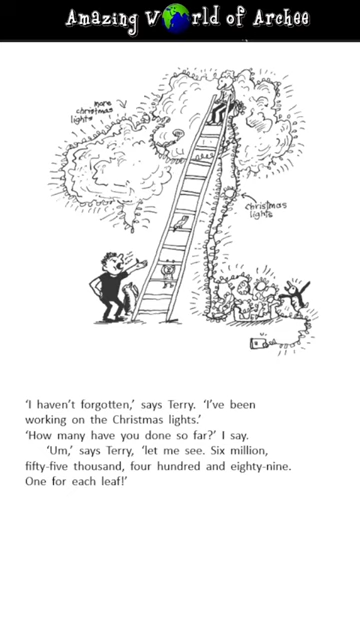 Amazing World of Archee
more
christmas
lights
christmas
lights
'I haven't forgotten,' says Terry. 'I've been
working on the Christmas lights.'
'How many have you done so far?' I say.
'Um,' says Terry, 'let me see. Six million,
fifty-five thousand, four hundred and eighty-nine.
One for each leaf!'